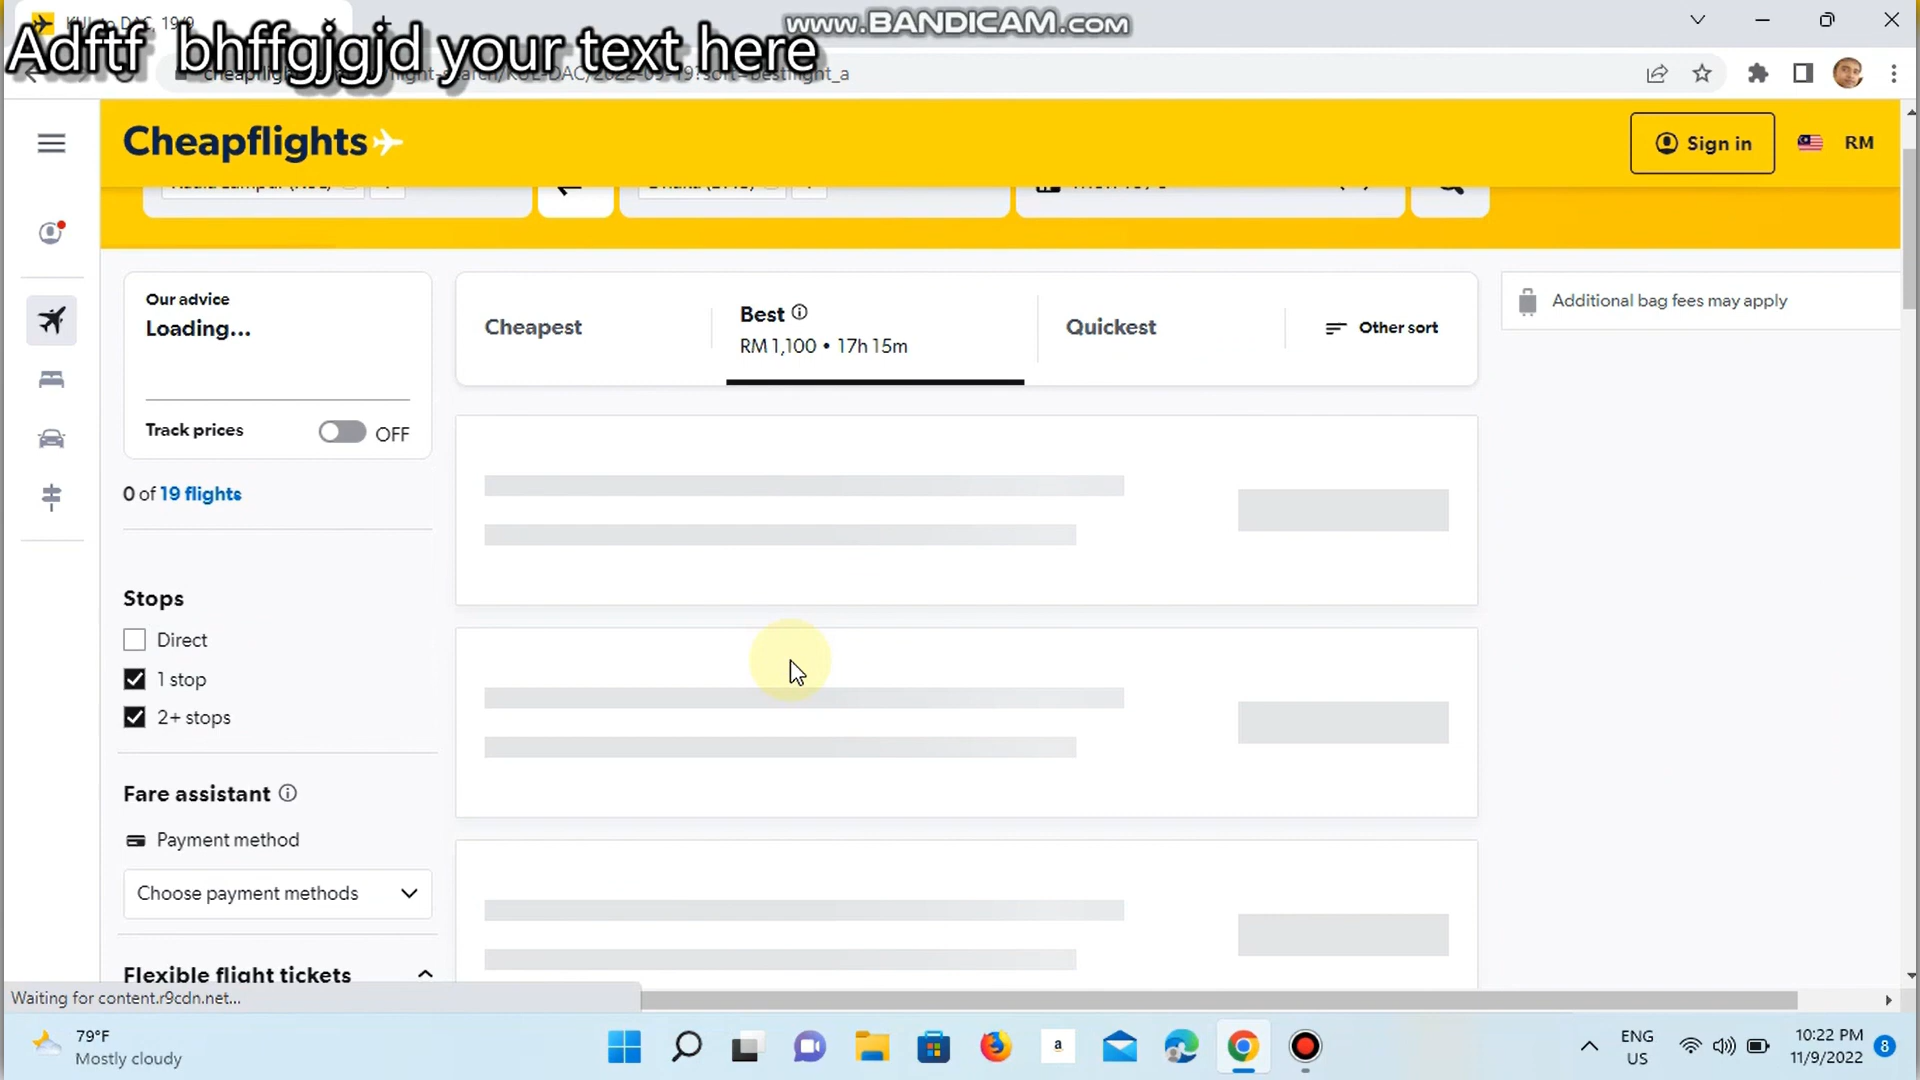 www.BANDICAM.com
Adftf bhffgjgjd your text here
Cheapflights
Sign in
RM
Our advice
Loading...
Track prices
OFF
0 of 19 flights
Cheapest
Best
RM 1,100 • 17h 15m
Quickest
Other sort
Additional bag fees may apply
Stops
Direct
1 stop
2+ stops
Fare assistant
Payment method
Choose payment methods
Flexible flight tickets
Waiting for content.r9cdn.net...
79°F
Mostly cloudy
a
ENG
US
10:22 PM
11/9/2022
8